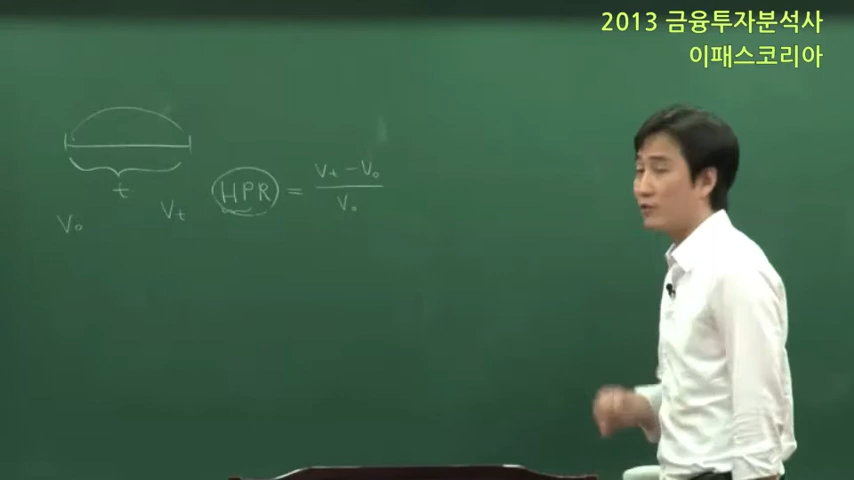 2013 금융투자분석사
이패스코리아
t
V₀
Vₜ
HPR = (Vₜ − V₀) / V₀